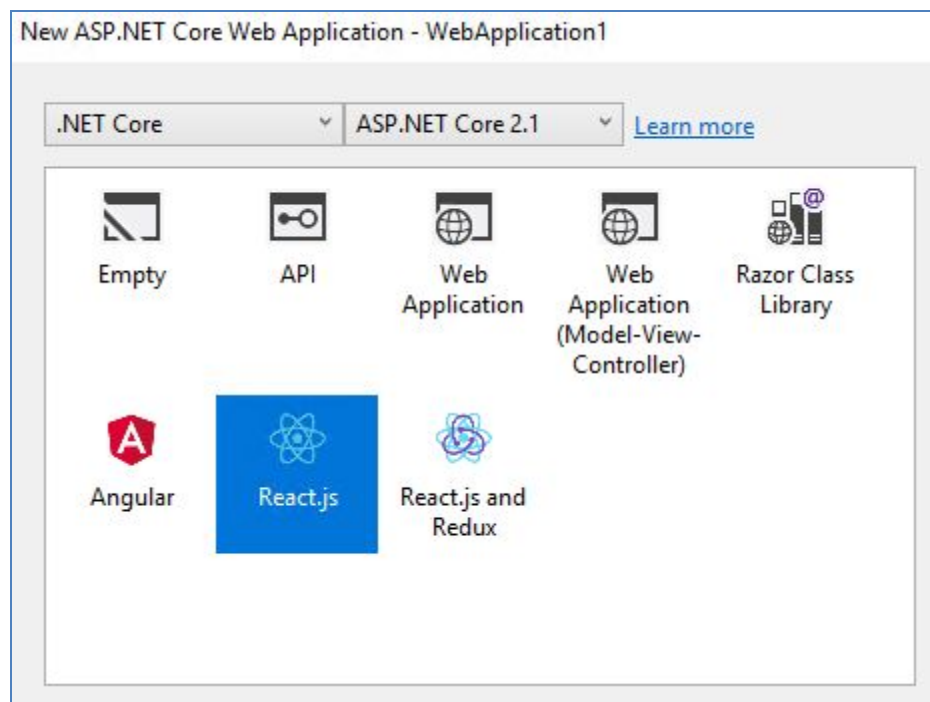 New ASP.NET Core Web Application - WebApplication1
.NET Core
ASP.NET Core 2.1
Learn more
Empty
API
Web
Application
Web
Application
(Model-View-
Controller)
Razor Class
Library
Angular
React.js
React.js and
Redux